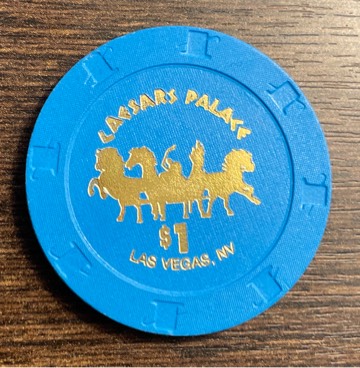 CAESARS PALACE
$1
LAS VEGAS, NV